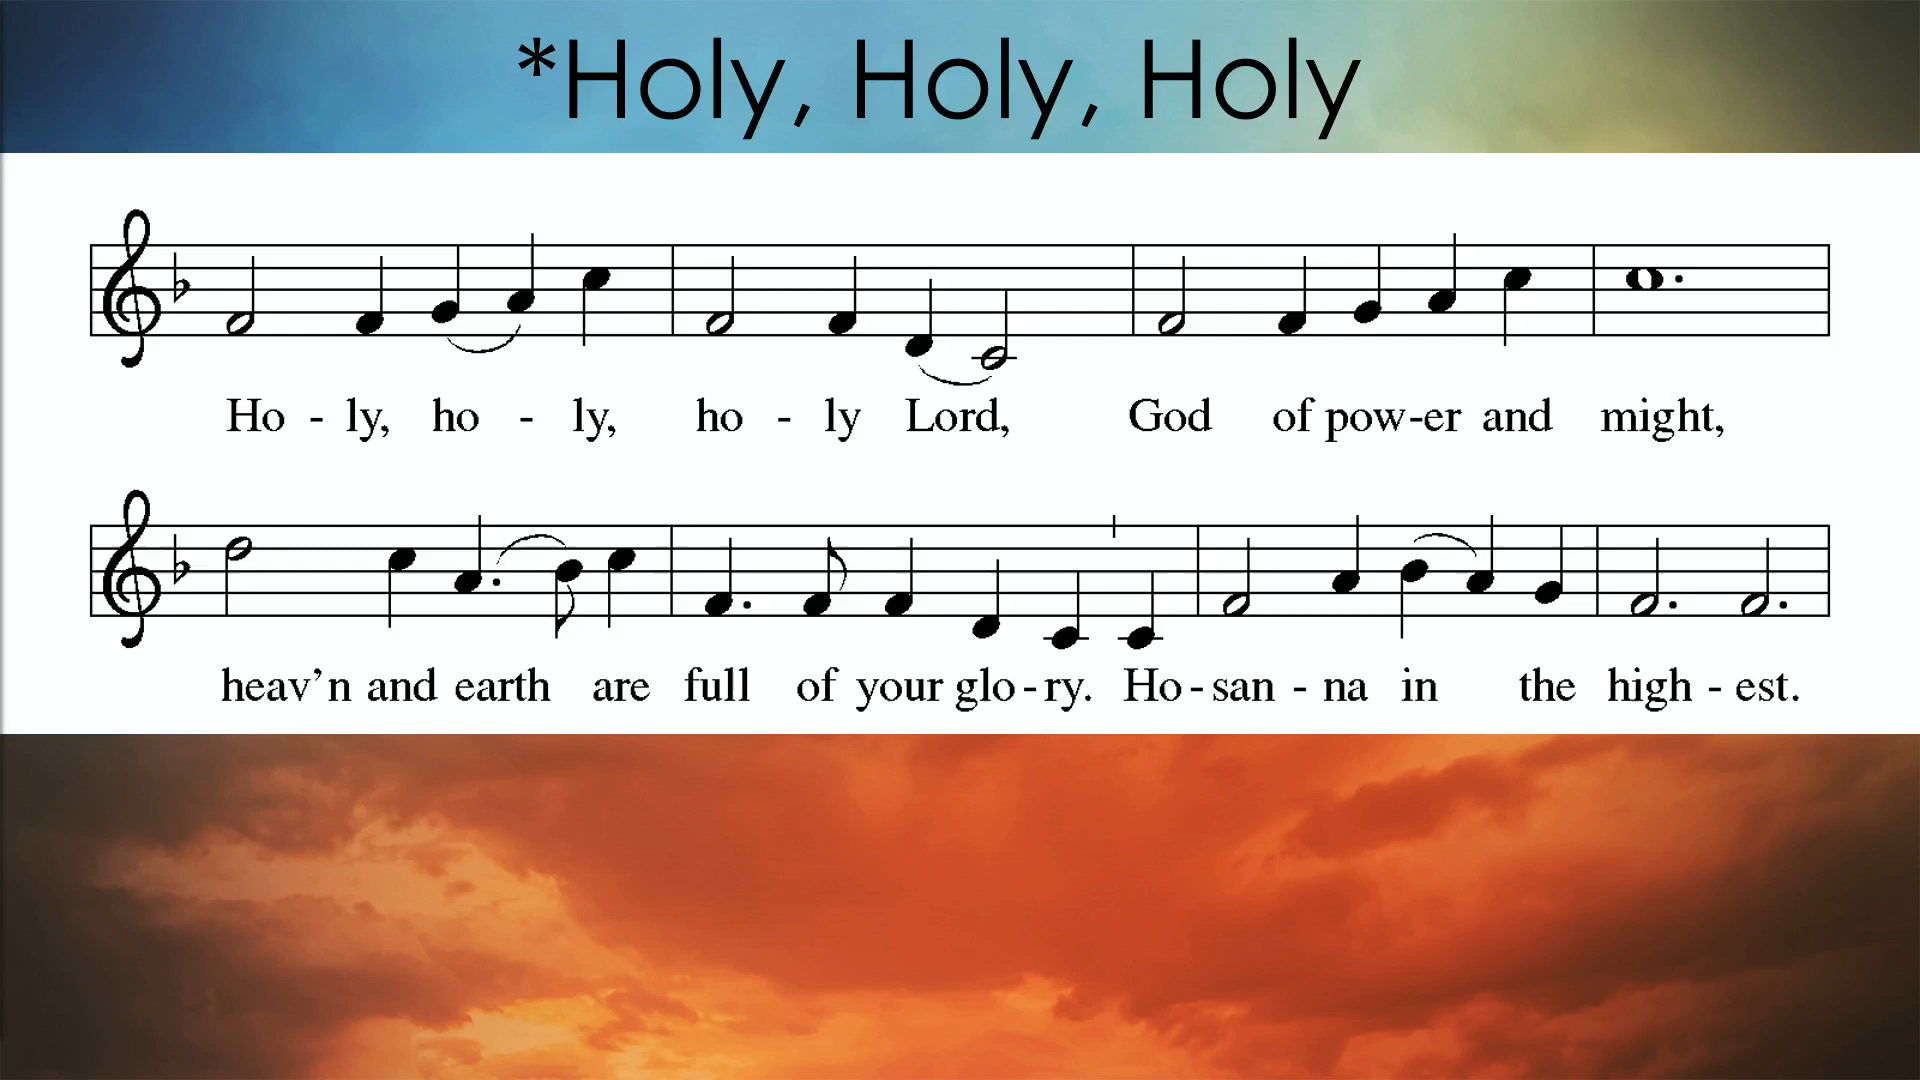 *Holy, Holy, Holy
Ho - ly, ho - ly, ho - ly Lord, God of pow-er and might,
heav’n and earth are full of your glo-ry. Ho-san - na in the high - est.